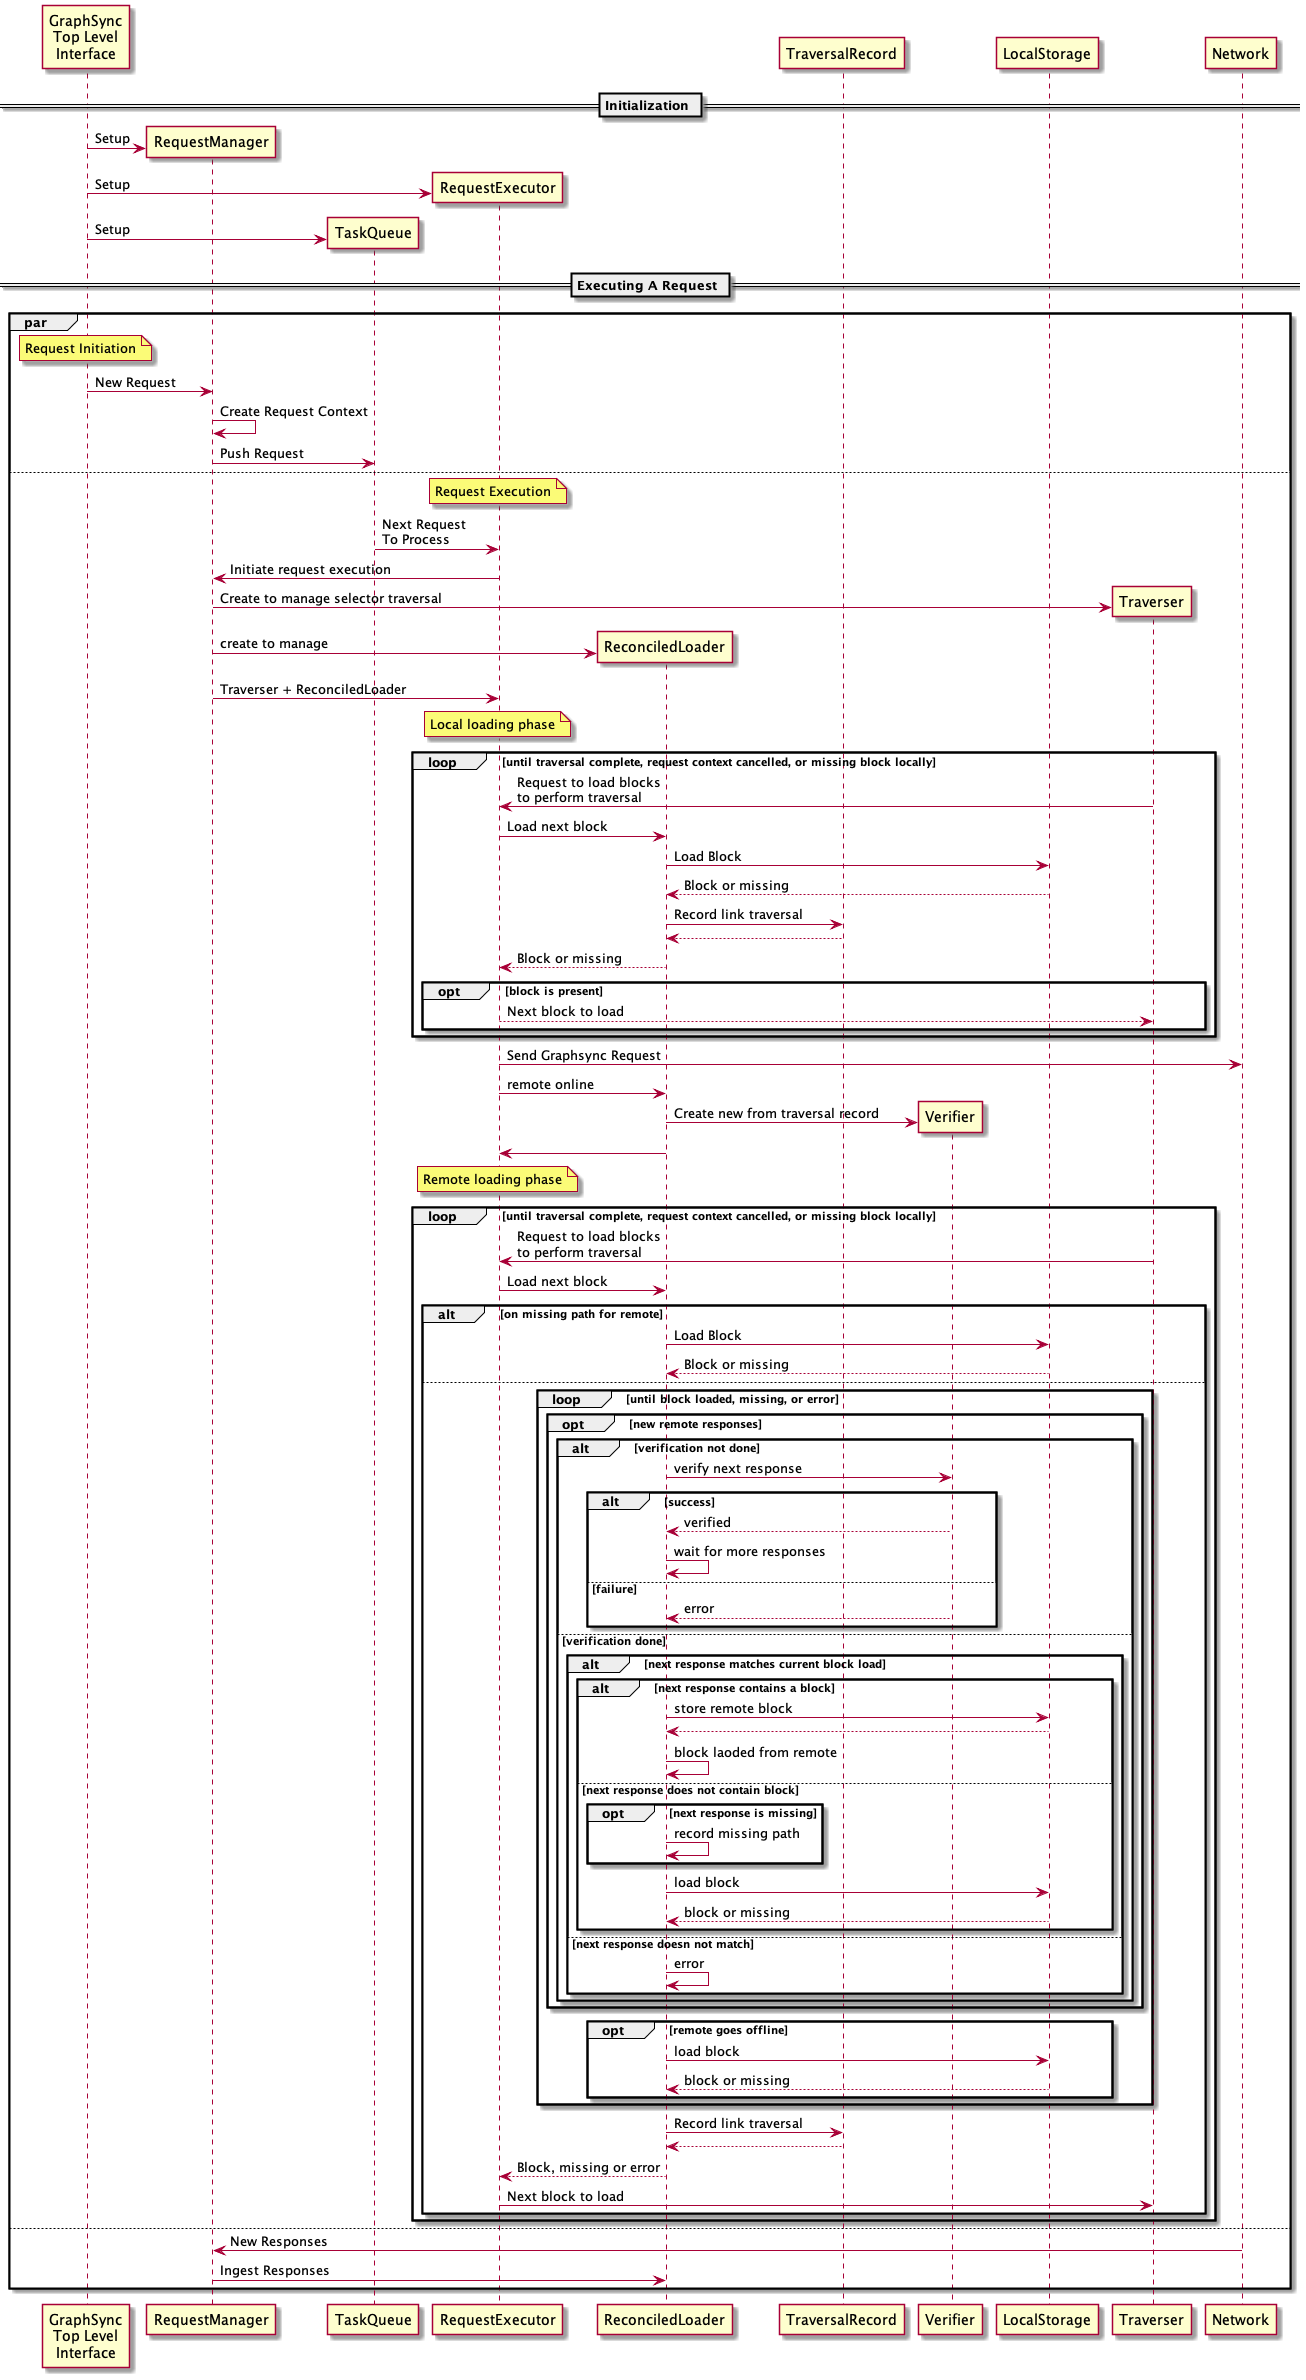 GraphSync
Top Level
Interface
TraversalRecord
LocalStorage
Network
Initialization
Setup
RequestManager
Setup
RequestExecutor
Setup
TaskQueue
Executing A Request
par
Request Initiation
New Request
Create Request Context
Push Request
Request Execution
Next Request
To Process
Initiate request execution
Create to manage selector traversal
Traverser
create to manage
ReconciledLoader
Traverser + ReconciledLoader
Local loading phase
loop [until traversal complete, request context cancelled, or missing block locally]
Request to load blocks
to perform traversal
Load next block
Load Block
Block or missing
Record link traversal
Block or missing
opt [block is present]
Next block to load
Send Graphsync Request
remote online
Create new from traversal record
Verifier
Remote loading phase
loop [until traversal complete, request context cancelled, or missing block locally]
Request to load blocks
to perform traversal
Load next block
alt [on missing path for remote]
Load Block
Block or missing
loop [until block loaded, missing, or error]
opt [new remote responses]
alt [verification not done]
verify next response
alt [success]
verified
wait for more responses
[failure]
error
[verification done]
alt [next response matches current block load]
alt [next response contains a block]
store remote block
block laoded from remote
[next response does not contain block]
opt [next response is missing]
record missing path
load block
block or missing
[next response doesn not match]
error
opt [remote goes offline]
load block
block or missing
Record link traversal
Block, missing or error
Next block to load
New Responses
Ingest Responses
GraphSync
Top Level
Interface
RequestManager
TaskQueue
RequestExecutor
ReconciledLoader
TraversalRecord
Verifier
LocalStorage
Traverser
Network